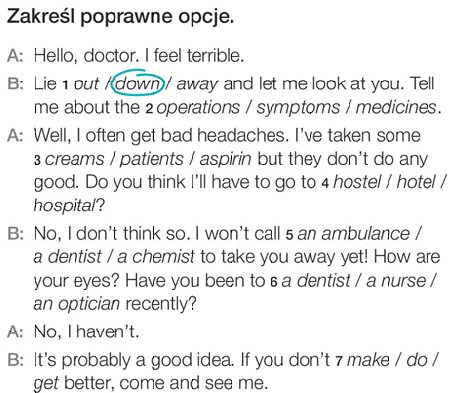 Zakreśl poprawne opcje.
A: Hello, doctor. I feel terrible.
B: Lie 1 out / down / away and let me look at you. Tell
me about the 2 operations / symptoms / medicines.
A: Well, I often get bad headaches. I've taken some
3 creams / patients / aspirin but they don't do any
good. Do you think I'll have to go to 4 hostel / hotel /
hospital?
B: No, I don't think so. I won't call 5 an ambulance /
a dentist / a chemist to take you away yet! How are
your eyes? Have you been to 6 a dentist / a nurse /
an optician recently?
A: No, I haven't.
B: It's probably a good idea. If you don't 7 make / do /
get better, come and see me.